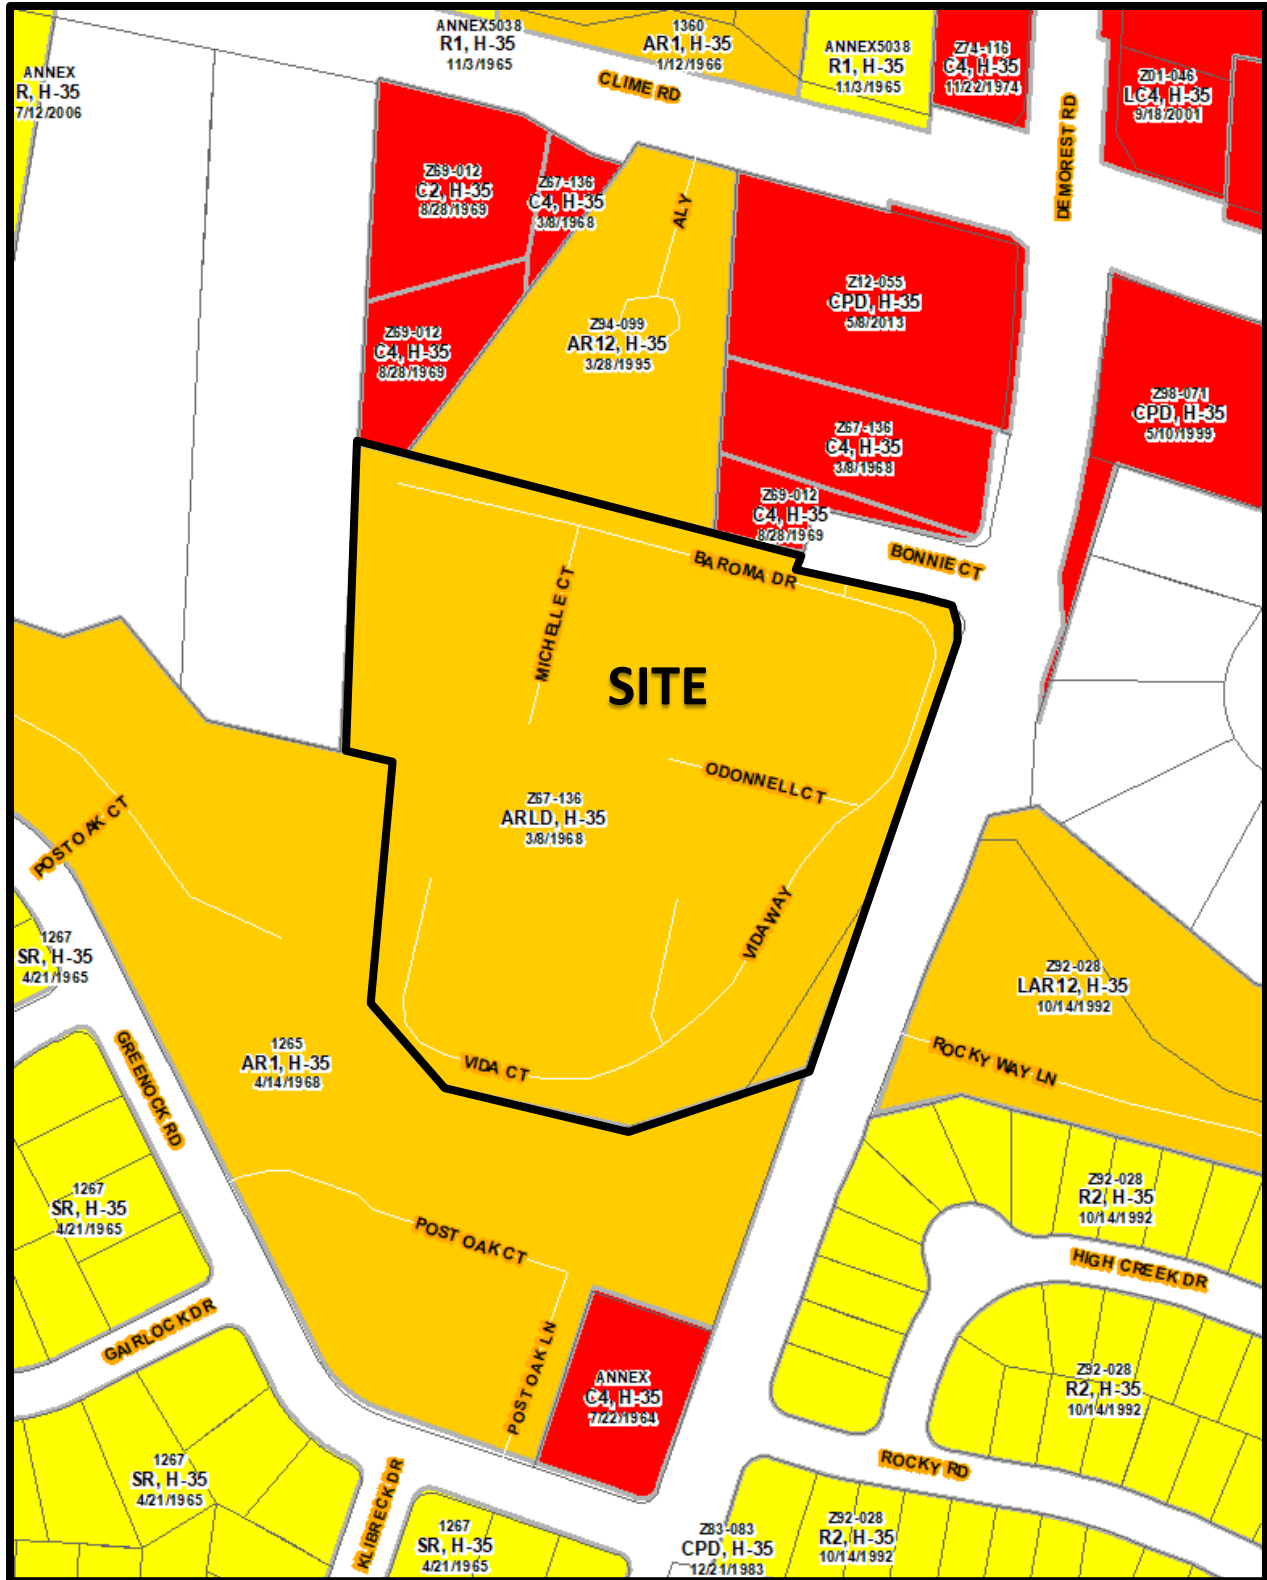 ANNEX5038
R1, H-35
11/3/1965
1360
AR1, H-35
1/12/1966
ANNEX5038
R1, H-35
11/3/1965
Z74-116
C4, H-35
11/22/1974
Z01-046
LC4, H-35
9/18/2001
ANNEX
R, H-35
7/12/2006
CLIME RD
DEMOREST RD
Z69-012
C2, H-35
8/28/1969
Z67-136
C4, H-35
3/8/1968
ALY
Z12-055
CPD, H-35
5/8/2013
Z69-012
C4, H-35
8/28/1969
Z94-099
AR12, H-35
3/28/1995
Z98-071
CPD, H-35
5/10/1999
Z67-136
C4, H-35
3/8/1968
Z69-012
C4, H-35
8/28/1969
BONNIE CT
BAROMA DR
MICHELLE CT
SITE
ODONNELL CT
Z67-136
ARLD, H-35
3/8/1968
POST OAK CT
VIDA WAY
1267
SR, H-35
4/21/1965
Z92-028
LAR12, H-35
10/14/1992
GREENOCK RD
1265
AR1, H-35
4/14/1968
VIDA CT
ROCKY WAY LN
1267
SR, H-35
4/21/1965
Z92-028
R2, H-35
10/14/1992
POST OAK CT
HIGH CREEK DR
GAIRLOCK DR
POST OAK LN
ANNEX
C4, H-35
7/22/1964
Z92-028
R2, H-35
10/14/1992
1267
SR, H-35
4/21/1965
KLIBRECK DR
ROCKY RD
1267
SR, H-35
4/21/1965
Z83-083
CPD, H-35
12/21/1983
Z92-028
R2, H-35
10/14/1992